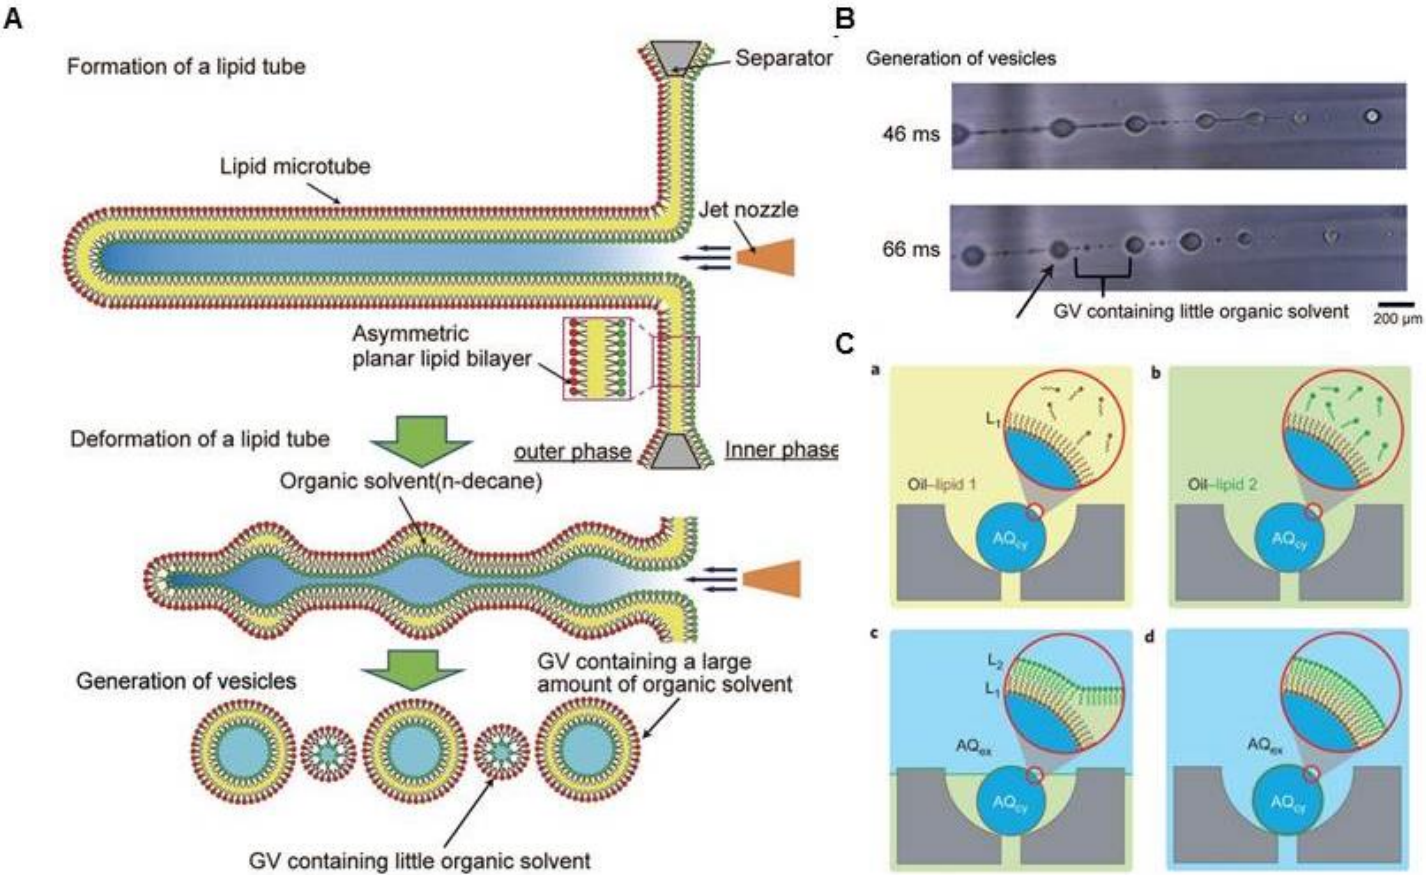 A
Formation of a lipid tube
Separator
Lipid microtube
Jet nozzle
Asymmetric
planar lipid bilayer
Deformation of a lipid tube
outer phase
Inner phase
Organic solvent(n-decane)
Generation of vesicles
GV containing a large
amount of organic solvent
GV containing little organic solvent
B
Generation of vesicles
46 ms
66 ms
GV containing little organic solvent
200 µm
C
a
L1
Oil–lipid 1
AQcy
b
Oil–lipid 2
AQcy
c
L2
L1
AQex
AQcy
d
AQex
AQcy